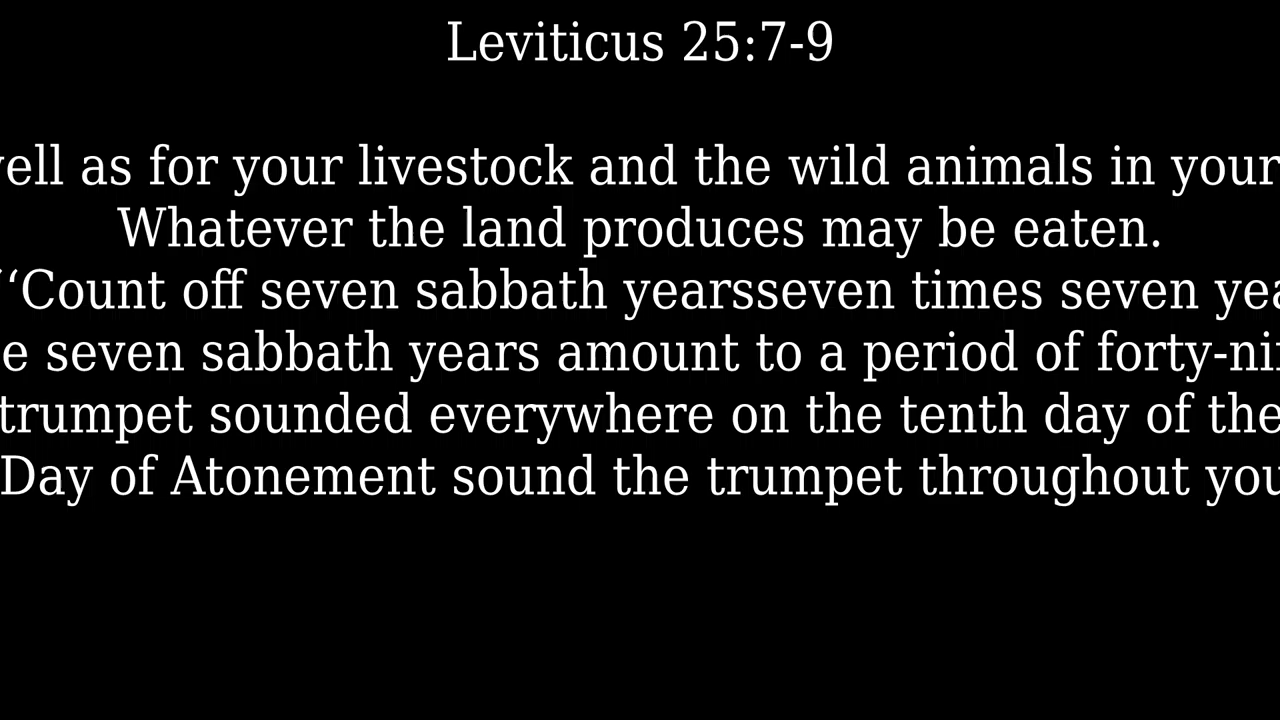 Leviticus 25:7-9
well as for your livestock and the wild animals in your
Whatever the land produces may be eaten.
“‘Count off seven sabbath yearsseven times seven yea
e seven sabbath years amount to a period of forty-ni
trumpet sounded everywhere on the tenth day of the
Day of Atonement sound the trumpet throughout you